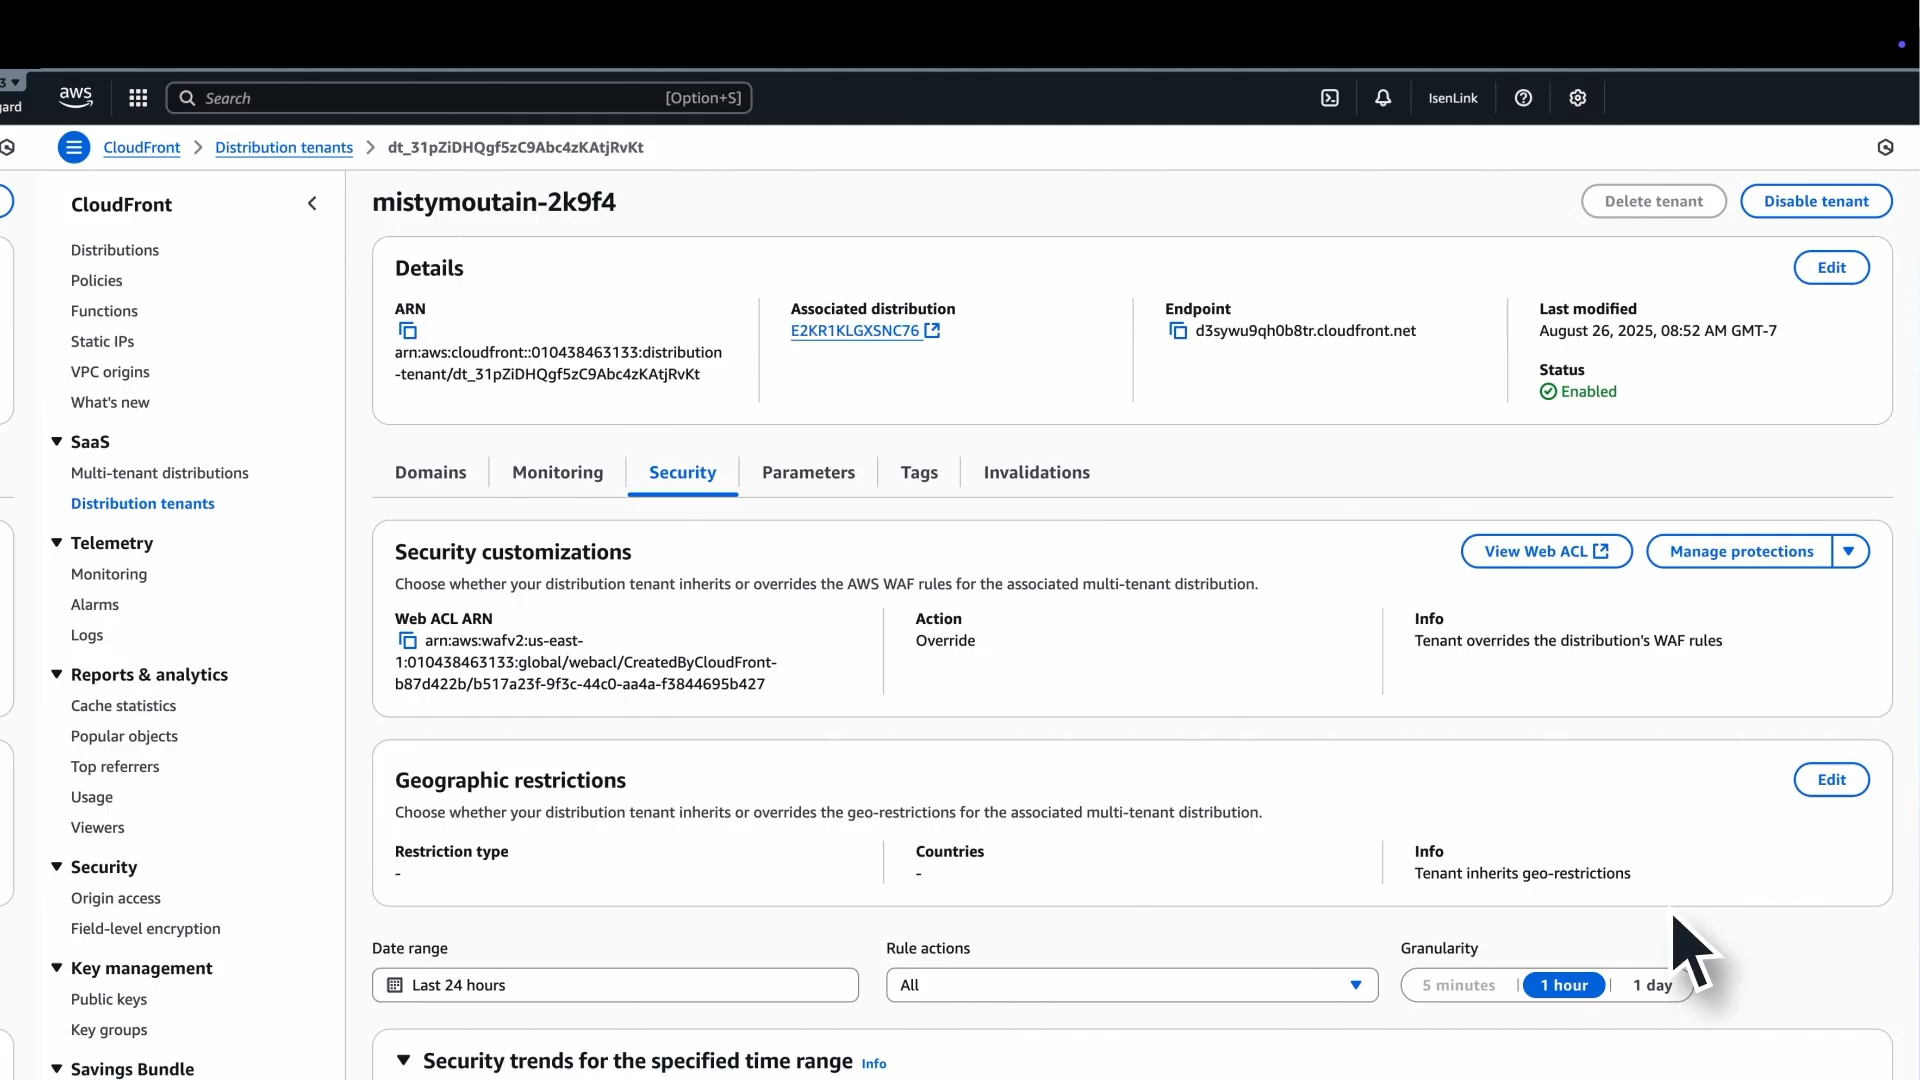 3
gard
aws
Search
[Option+S]
IsenLink
CloudFront
Distribution tenants
dt_31pZiDHQgf5zC9Abc4zKAtjRvKt
CloudFront
Distributions
Policies
Functions
Static IPs
VPC origins
What's new
SaaS
Multi-tenant distributions
Distribution tenants
Telemetry
Monitoring
Alarms
Logs
Reports & analytics
Cache statistics
Popular objects
Top referrers
Usage
Viewers
Security
Origin access
Field-level encryption
Key management
Public keys
Key groups
Savings Bundle
mistymoutain-2k9f4
Delete tenant
Disable tenant
Details
Edit
ARN
arn:aws:cloudfront::010438463133:distribution
-tenant/dt_31pZiDHQgf5zC9Abc4zKAtjRvKt
Associated distribution
E2KR1KLGXSNC76
Endpoint
d3sywu9qh0b8tr.cloudfront.net
Last modified
August 26, 2025, 08:52 AM GMT-7
Status
Enabled
Domains
Monitoring
Security
Parameters
Tags
Invalidations
Security customizations
View Web ACL
Manage protections
Choose whether your distribution tenant inherits or overrides the AWS WAF rules for the associated multi-tenant distribution.
Web ACL ARN
arn:aws:wafv2:us-east-
1:010438463133:global/webacl/CreatedByCloudFront-
b87d422b/b517a23f-9f3c-44c0-aa4a-f3844695b427
Action
Override
Info
Tenant overrides the distribution's WAF rules
Geographic restrictions
Edit
Choose whether your distribution tenant inherits or overrides the geo-restrictions for the associated multi-tenant distribution.
Restriction type
-
Countries
-
Info
Tenant inherits geo-restrictions
Date range
Last 24 hours
Rule actions
All
Granularity
5 minutes
1 hour
1 day
Security trends for the specified time range
Info